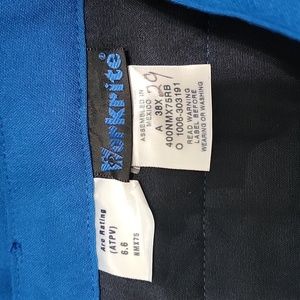 Workrite
ASSEMBLED IN
MEXICO
A 38X 29
400NMX75RB
O 1006-303191
READ WARNING
LABEL BEFORE
WEARING OR WASHING
Arc Rating
(ATPV)
6.6
NMX75